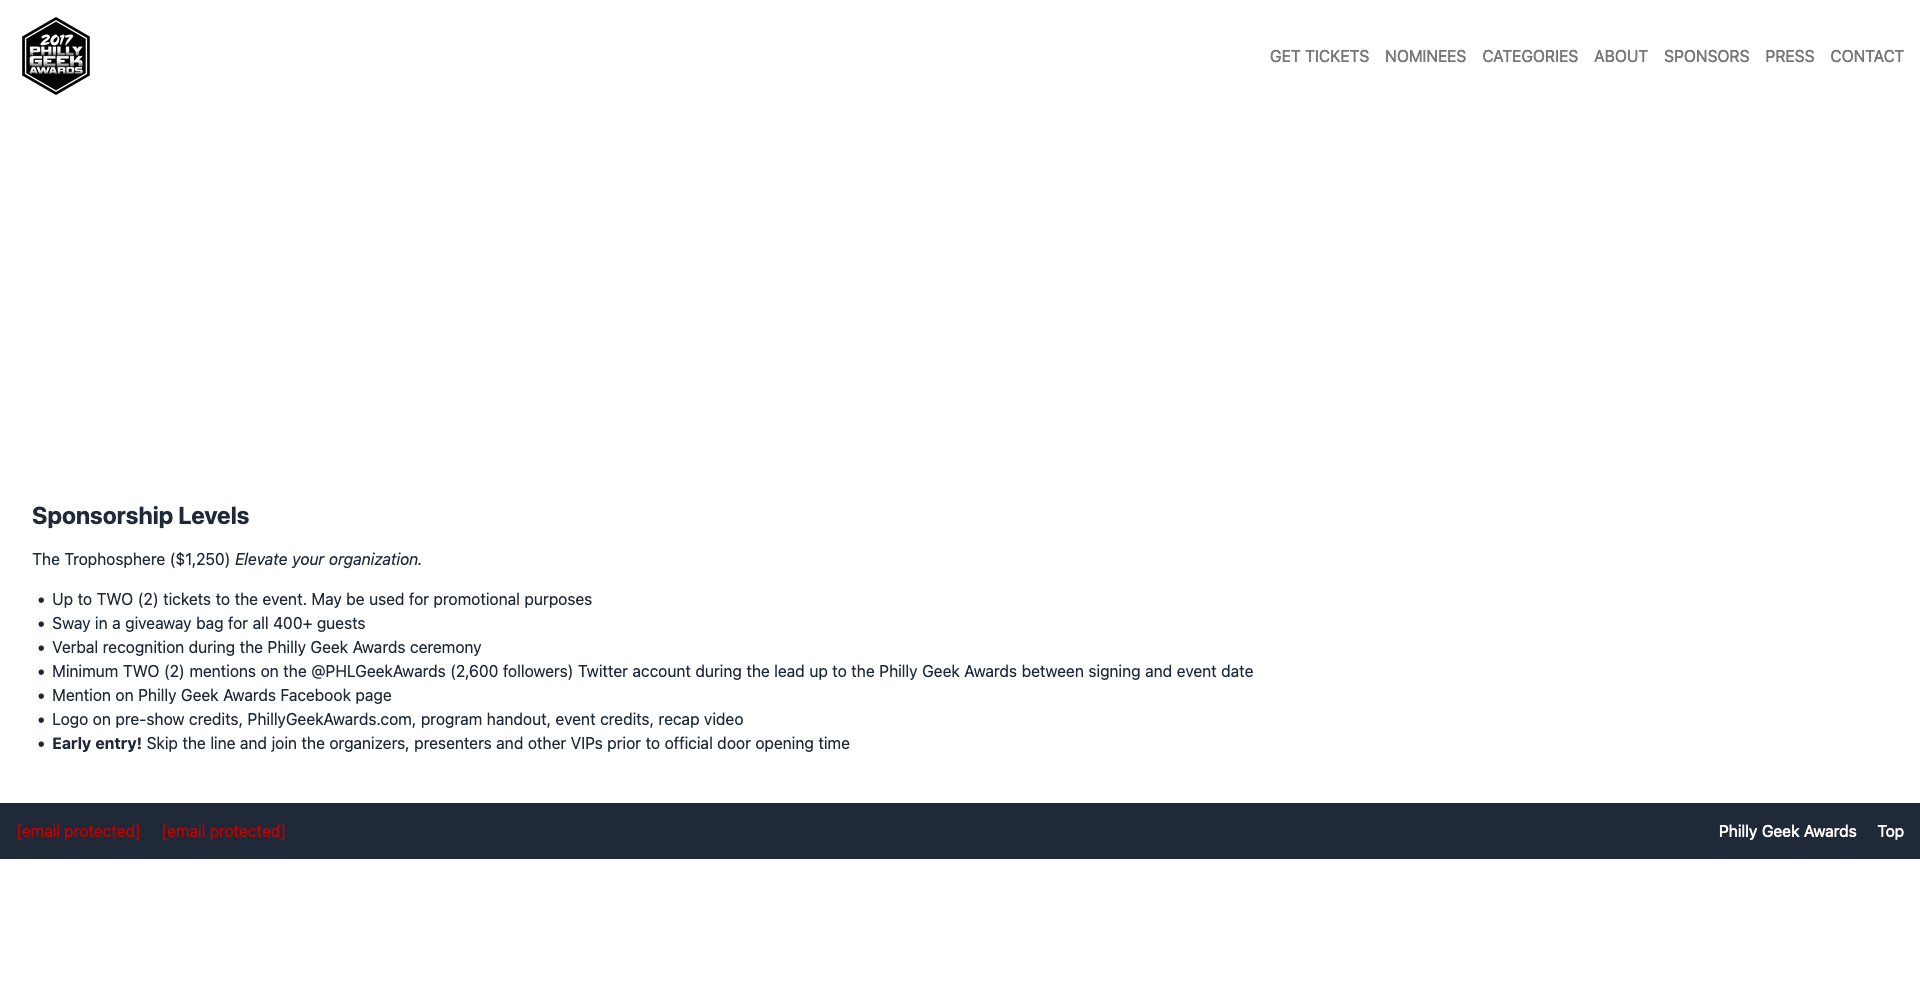 2017
PHILLY
GEEK
AWARDS
GET TICKETS NOMINEES CATEGORIES ABOUT SPONSORS PRESS CONTACT
Sponsorship Levels
The Trophosphere ($1,250) Elevate your organization.
• Up to TWO (2) tickets to the event. May be used for promotional purposes
• Sway in a giveaway bag for all 400+ guests
• Verbal recognition during the Philly Geek Awards ceremony
• Minimum TWO (2) mentions on the @PHLGeekAwards (2,600 followers) Twitter account during the lead up to the Philly Geek Awards between signing and event date
• Mention on Philly Geek Awards Facebook page
• Logo on pre-show credits, PhillyGeekAwards.com, program handout, event credits, recap video
• Early entry! Skip the line and join the organizers, presenters and other VIPs prior to official door opening time
[email protected] [email protected] Philly Geek Awards Top